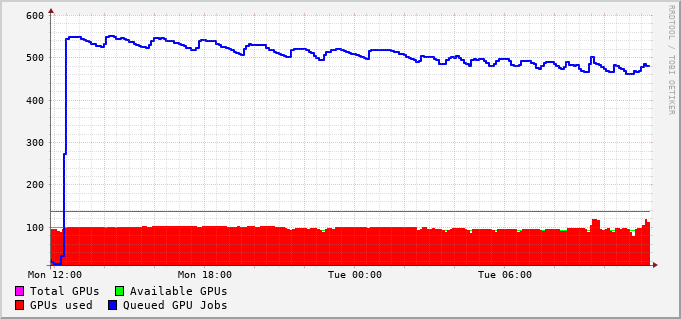 600
500
400
300
200
100
Mon 12:00 Mon 18:00 Tue 00:00 Tue 06:00
Total GPUs Available GPUs
GPUs used Queued GPU Jobs
RRDTOOL / TOBI OETIKER